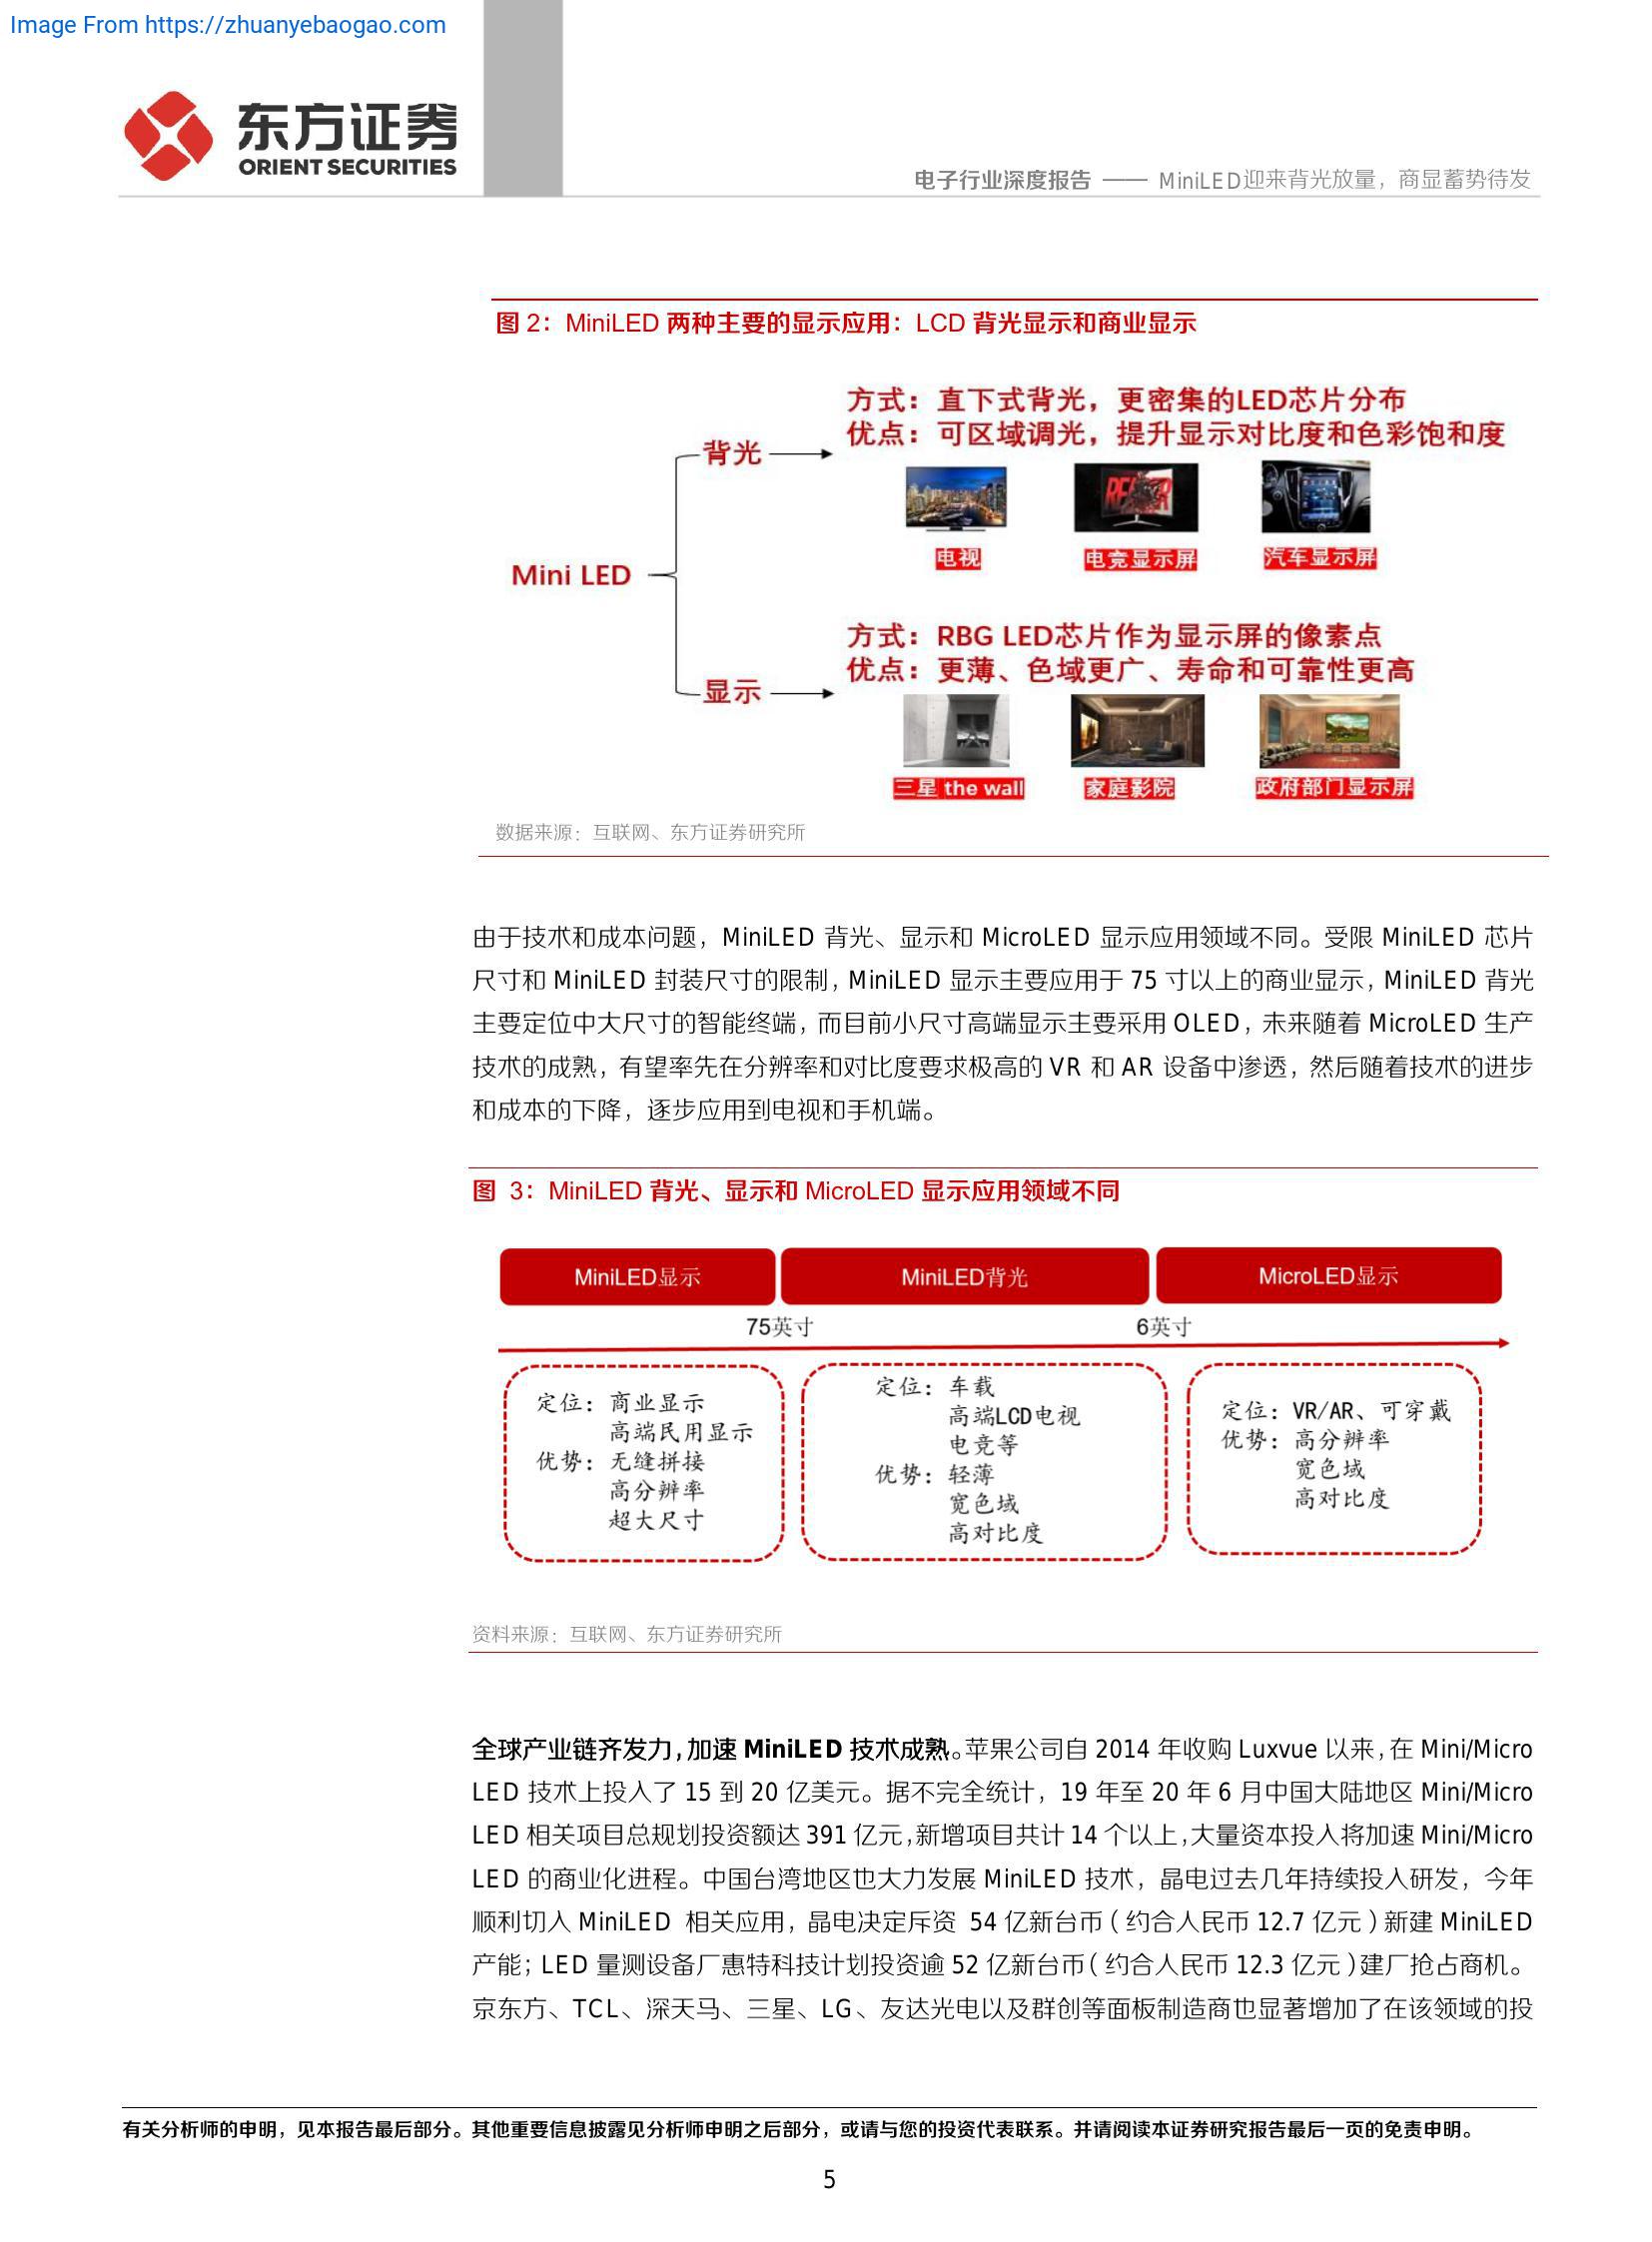 Image From https://zhuanyebaogao.com
东方证券
ORIENT SECURITIES
电子行业深度报告 —— MiniLED迎来背光放量，商显蓄势待发
图 2：MiniLED 两种主要的显示应用：LCD 背光显示和商业显示
Mini LED
背光
方式：直下式背光，更密集的LED芯片分布
优点：可区域调光，提升显示对比度和色彩饱和度
电视
电竞显示屏
汽车显示屏
显示
方式：RBG LED芯片作为显示屏的像素点
优点：更薄、色域更广、寿命和可靠性更高
三星 the wall
家庭影院
政府部门显示屏
数据来源：互联网、东方证券研究所
由于技术和成本问题，MiniLED 背光、显示和 MicroLED 显示应用领域不同。受限 MiniLED 芯片
尺寸和 MiniLED 封装尺寸的限制，MiniLED 显示主要应用于 75 寸以上的商业显示，MiniLED 背光
主要定位中大尺寸的智能终端，而目前小尺寸高端显示主要采用 OLED，未来随着 MicroLED 生产
技术的成熟，有望率先在分辨率和对比度要求极高的 VR 和 AR 设备中渗透，然后随着技术的进步
和成本的下降，逐步应用到电视和手机端。
图 3：MiniLED 背光、显示和 MicroLED 显示应用领域不同
MiniLED显示
MiniLED背光
MicroLED显示
75英寸
6英寸
定位：商业显示
高端民用显示
优势：无缝拼接
高分辨率
超大尺寸
定位：车载
高端LCD电视
电竞等
优势：轻薄
宽色域
高对比度
定位：VR/AR、可穿戴
优势：高分辨率
宽色域
高对比度
资料来源：互联网、东方证券研究所
全球产业链齐发力，加速 MiniLED 技术成熟。苹果公司自 2014 年收购 Luxvue 以来，在 Mini/Micro
LED 技术上投入了 15 到 20 亿美元。据不完全统计，19 年至 20 年 6 月中国大陆地区 Mini/Micro
LED 相关项目总规划投资额达 391 亿元，新增项目共计 14 个以上，大量资本投入将加速 Mini/Micro
LED 的商业化进程。中国台湾地区也大力发展 MiniLED 技术，晶电过去几年持续投入研发，今年
顺利切入 MiniLED 相关应用，晶电决定斥资 54 亿新台币（约合人民币 12.7 亿元）新建 MiniLED
产能；LED 量测设备厂惠特科技计划投资逾 52 亿新台币（约合人民币 12.3 亿元）建厂抢占商机。
京东方、TCL、深天马、三星、LG、友达光电以及群创等面板制造商也显著增加了在该领域的投
有关分析师的申明，见本报告最后部分。其他重要信息披露见分析师申明之后部分，或请与您的投资代表联系。并请阅读本证券研究报告最后一页的免责申明。
5